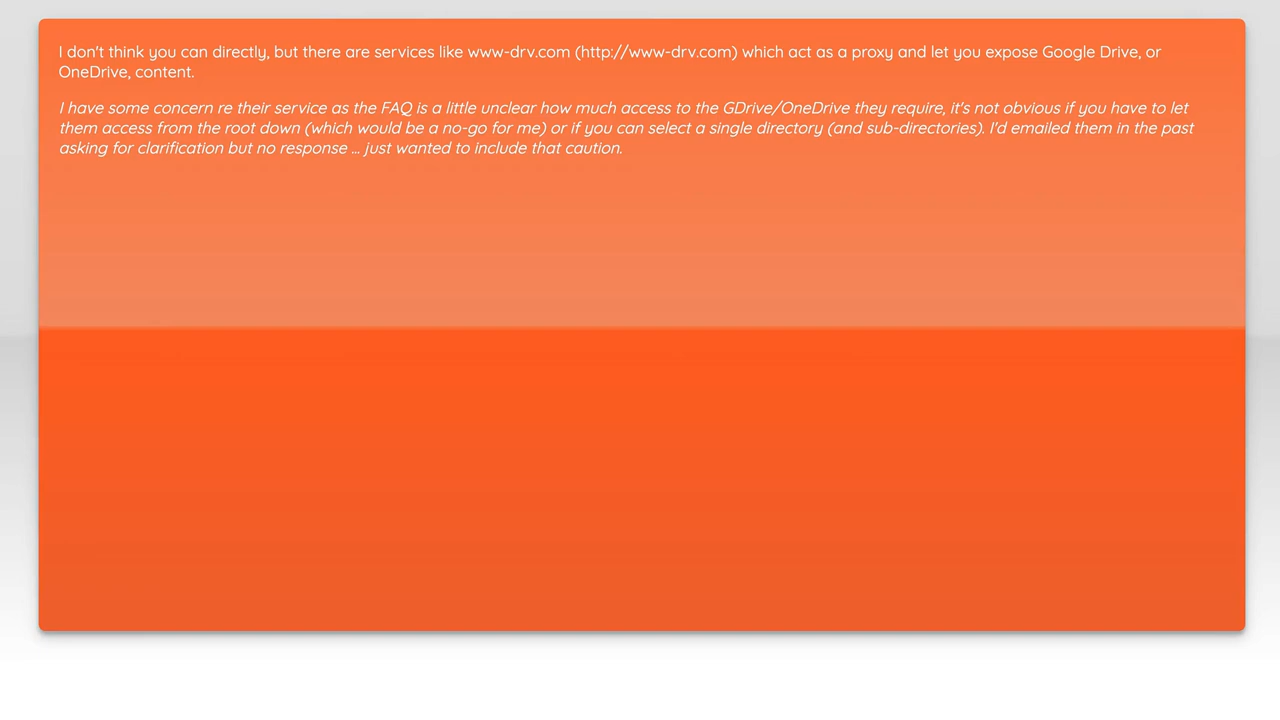 I don't think you can directly, but there are services like www-drv.com (http://www-drv.com) which act as a proxy and let you expose Google Drive, or
OneDrive, content.
I have some concern re their service as the FAQ is a little unclear how much access to the GDrive/OneDrive they require, it's not obvious if you have to let
them access from the root down (which would be a no-go for me) or if you can select a single directory (and sub-directories). I'd emailed them in the past
asking for clarification but no response ... just wanted to include that caution.